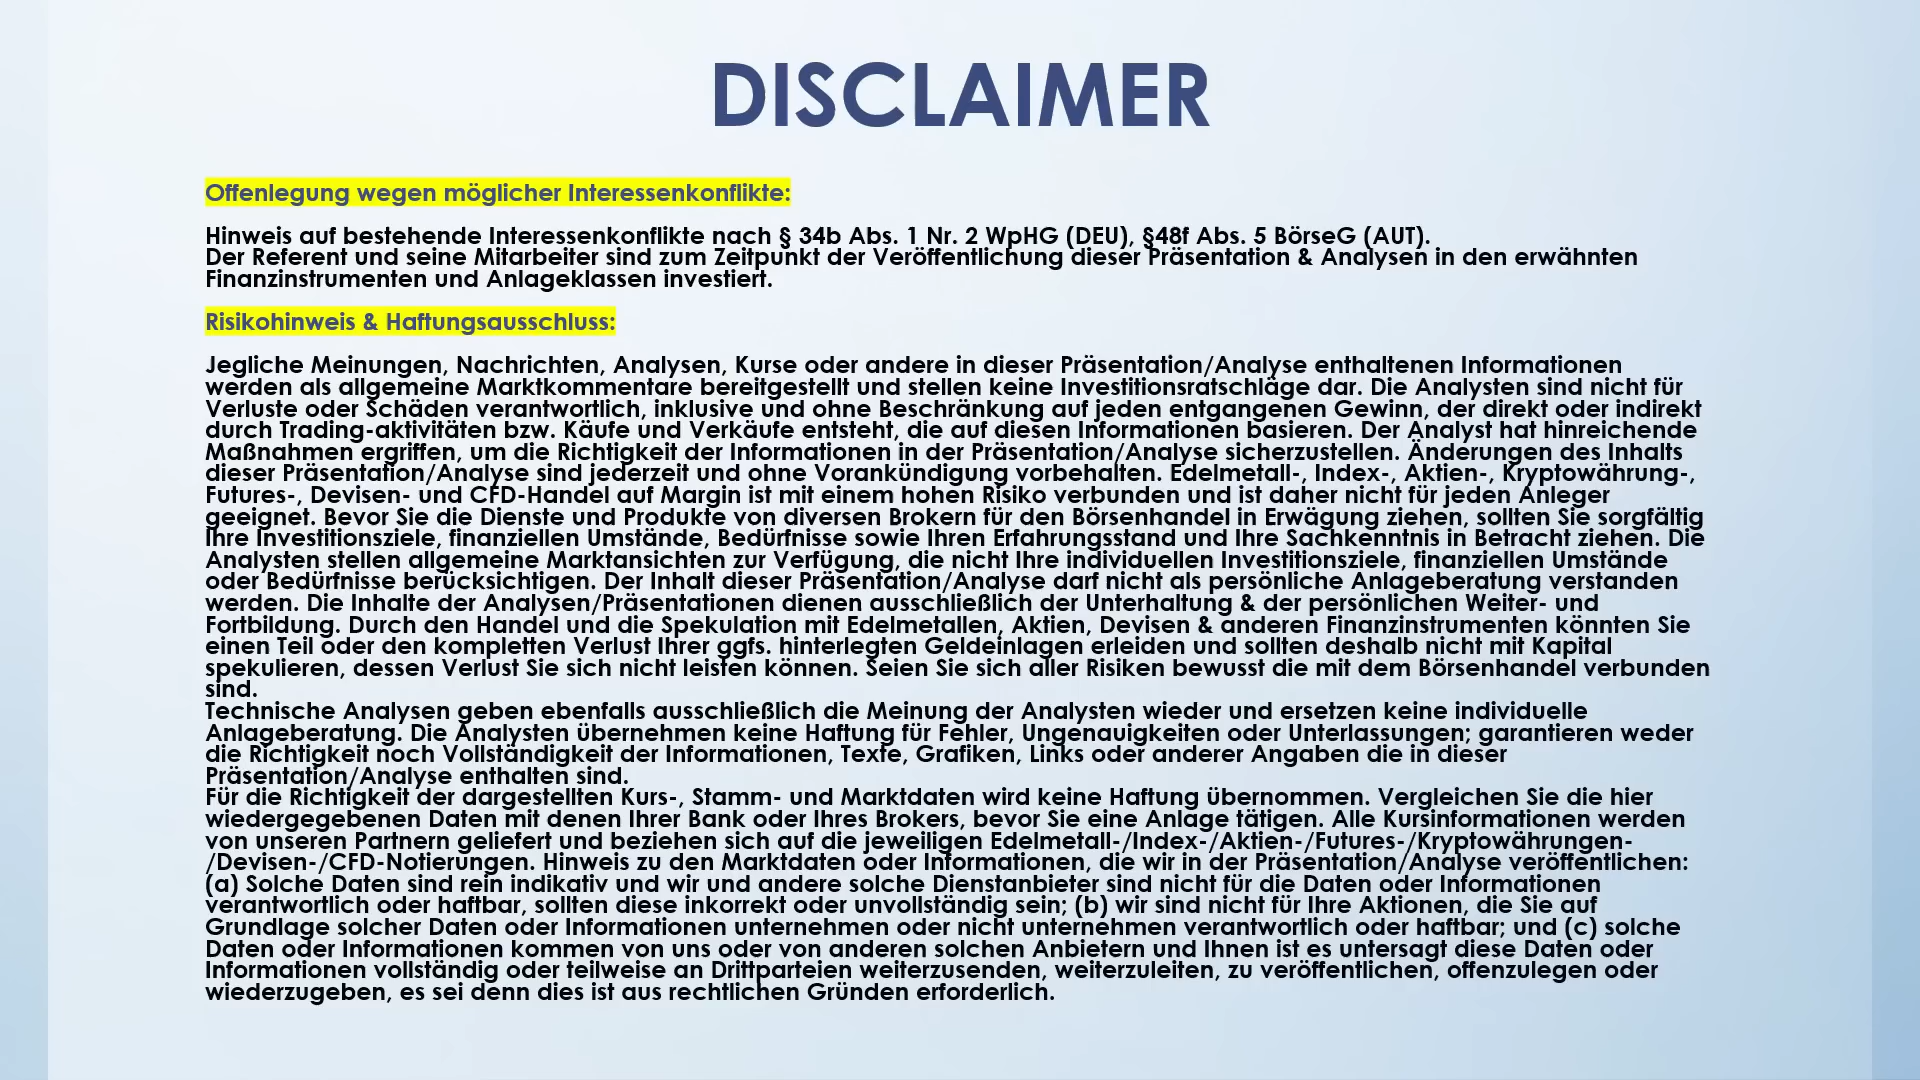 DISCLAIMER
Offenlegung wegen möglicher Interessenkonflikte:
Hinweis auf bestehende Interessenkonflikte nach § 34b Abs. 1 Nr. 2 WpHG (DEU), §48f Abs. 5 BörseG (AUT).
Der Referent und seine Mitarbeiter sind zum Zeitpunkt der Veröffentlichung dieser Präsentation & Analysen in den erwähnten
Finanzinstrumenten und Anlageklassen investiert.
Risikohinweis & Haftungsausschluss:
Jegliche Meinungen, Nachrichten, Analysen, Kurse oder andere in dieser Präsentation/Analyse enthaltenen Informationen
werden als allgemeine Marktkommentare bereitgestellt und stellen keine Investitionsratschläge dar. Die Analysten sind nicht für
Verluste oder Schäden verantwortlich, inklusive und ohne Beschränkung auf jeden entgangenen Gewinn, der direkt oder indirekt
durch Trading-aktivitäten bzw. Käufe und Verkäufe entsteht, die auf diesen Informationen basieren. Der Analyst hat hinreichende
Maßnahmen ergriffen, um die Richtigkeit der Informationen in der Präsentation/Analyse sicherzustellen. Änderungen des Inhalts
dieser Präsentation/Analyse sind jederzeit und ohne Vorankündigung vorbehalten. Edelmetall-, Index-, Aktien-, Kryptowährung-,
Futures-, Devisen- und CFD-Handel auf Margin ist mit einem hohen Risiko verbunden und ist daher nicht für jeden Anleger
geeignet. Bevor Sie die Dienste und Produkte von diversen Brokern für den Börsenhandel in Erwägung ziehen, sollten Sie sorgfältig
Ihre Investitionsziele, finanziellen Umstände, Bedürfnisse sowie Ihren Erfahrungsstand und Ihre Sachkenntnis in Betracht ziehen. Die
Analysten stellen allgemeine Marktansichten zur Verfügung, die nicht Ihre individuellen Investitionsziele, finanziellen Umstände
oder Bedürfnisse berücksichtigen. Der Inhalt dieser Präsentation/Analyse darf nicht als persönliche Anlageberatung verstanden
werden. Die Inhalte der Analysen/Präsentationen dienen ausschließlich der Unterhaltung & der persönlichen Weiter- und
Fortbildung. Durch den Handel und die Spekulation mit Edelmetallen, Aktien, Devisen & anderen Finanzinstrumenten könnten Sie
einen Teil oder den kompletten Verlust Ihrer ggfs. hinterlegten Geldeinlagen erleiden und sollten deshalb nicht mit Kapital
spekulieren, dessen Verlust Sie sich nicht leisten können. Seien Sie sich aller Risiken bewusst die mit dem Börsenhandel verbunden
sind.
Technische Analysen geben ebenfalls ausschließlich die Meinung der Analysten wieder und ersetzen keine individuelle
Anlageberatung. Die Analysten übernehmen keine Haftung für Fehler, Ungenauigkeiten oder Unterlassungen; garantieren weder
die Richtigkeit noch Vollständigkeit der Informationen, Texte, Grafiken, Links oder anderer Angaben die in dieser
Präsentation/Analyse enthalten sind.
Für die Richtigkeit der dargestellten Kurs-, Stamm- und Marktdaten wird keine Haftung übernommen. Vergleichen Sie die hier
wiedergegebenen Daten mit denen Ihrer Bank oder Ihres Brokers, bevor Sie eine Anlage tätigen. Alle Kursinformationen werden
von unseren Partnern geliefert und beziehen sich auf die jeweiligen Edelmetall-/Index-/Aktien-/Futures-/Kryptowährungen-
/Devisen-/CFD-Notierungen. Hinweis zu den Marktdaten oder Informationen, die wir in der Präsentation/Analyse veröffentlichen:
(a) Solche Daten sind rein indikativ und wir und andere solche Dienstanbieter sind nicht für die Daten oder Informationen
verantwortlich oder haftbar, sollten diese inkorrekt oder unvollständig sein; (b) wir sind nicht für Ihre Aktionen, die Sie auf
Grundlage solcher Daten oder Informationen unternehmen oder nicht unternehmen verantwortlich oder haftbar; und (c) solche
Daten oder Informationen kommen von uns oder von anderen solchen Anbietern und Ihnen ist es untersagt diese Daten oder
Informationen vollständig oder teilweise an Drittparteien weiterzusenden, weiterzuleiten, zu veröffentlichen, offenzulegen oder
wiederzugeben, es sei denn dies ist aus rechtlichen Gründen erforderlich.